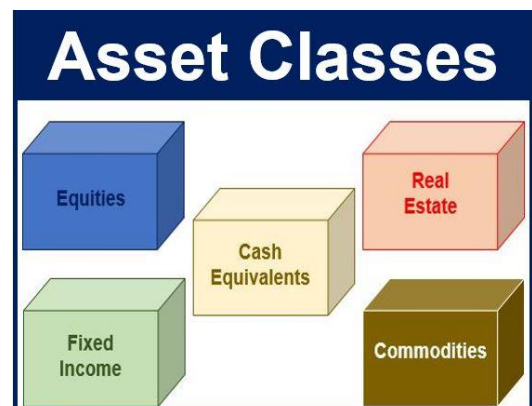 Asset Classes
Equities
Real
Estate
Cash
Equivalents
Fixed
Income
Commodities